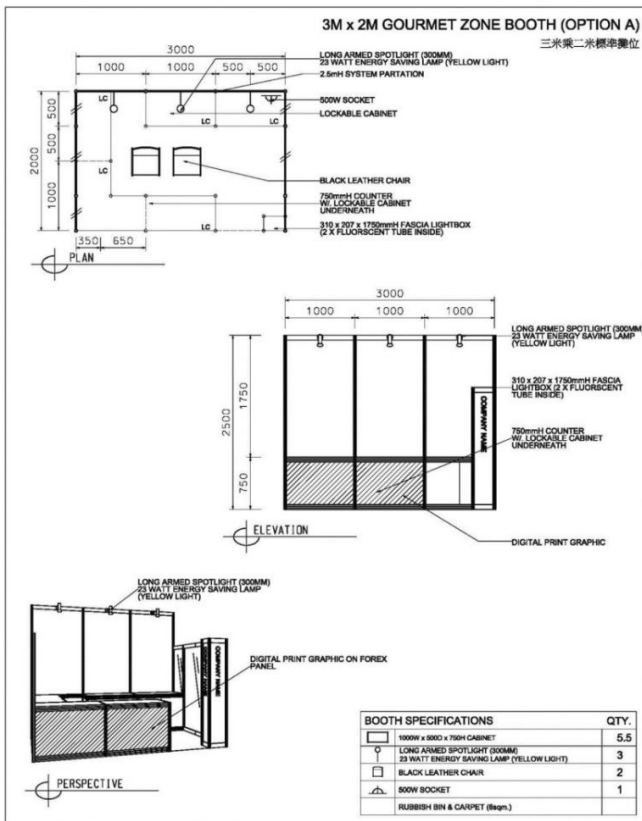 3M x 2M GOURMET ZONE BOOTH (OPTION A)
三米乘二米標準攤位
3000
1000
1000
500
500
LONG ARMED SPOTLIGHT (300MM)
23 WATT ENERGY SAVING LAMP (YELLOW LIGHT)
2.5mH SYSTEM PARTATION
500W SOCKET
LOCKABLE CABINET
LC
LC
LC
LC
LC
2000
500
500
1000
BLACK LEATHER CHAIR
750mmH COUNTER
W/. LOCKABLE CABINET
UNDERNEATH
310 x 207 x 1750mmH FASCIA LIGHTBOX
(2 X FLUORSCENT TUBE INSIDE)
350
650
PLAN
3000
1000
1000
1000
LONG ARMED SPOTLIGHT (300MM)
23 WATT ENERGY SAVING LAMP
(YELLOW LIGHT)
310 x 207 x 1750mmH FASCIA
LIGHTBOX (2 X FLUORSCENT
TUBE INSIDE)
2500
1750
750
COMPANY NAME
750mmH COUNTER
W/. LOCKABLE CABINET
UNDERNEATH
DIGITAL PRINT GRAPHIC
ELEVATION
LONG ARMED SPOTLIGHT (300MM)
23 WATT ENERGY SAVING LAMP
(YELLOW LIGHT)
DIGITAL PRINT GRAPHIC ON FOREX
PANEL
COMPANY NAME
COMPANY NAME
PERSPECTIVE
BOOTH SPECIFICATIONS QTY.
1000W x 500D x 750H CABINET 5.5
LONG ARMED SPOTLIGHT (300MM)
23 WATT ENERGY SAVING LAMP (YELLOW LIGHT) 3
BLACK LEATHER CHAIR 2
500W SOCKET 1
RUBBISH BIN & CARPET (6sqm.)